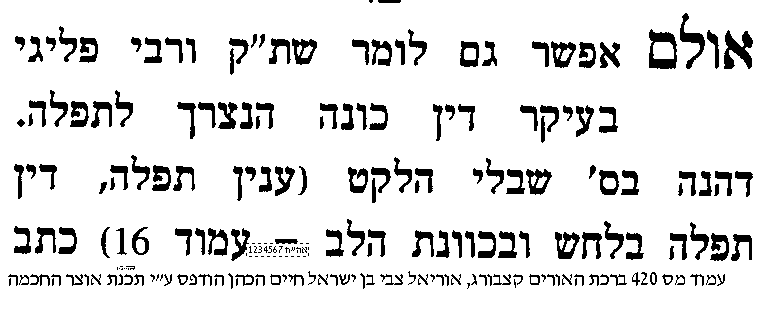 אולם אפשר גם לומר שת״ק ורבי פליגי
בעיקר דין כונה הנצרך לתפלה.
דהנה בס' שבלי הלקט (ענין תפלה, דין
תפלה בלחש ובכוונת הלב – עמוד 16) כתב
אוה״ח 1234567
עמוד מס 420 ברכת האורים קצבורג, אוריאל צבי בן ישראל חיים הכהן הודפס ע״י תכנת אוצר החכמה